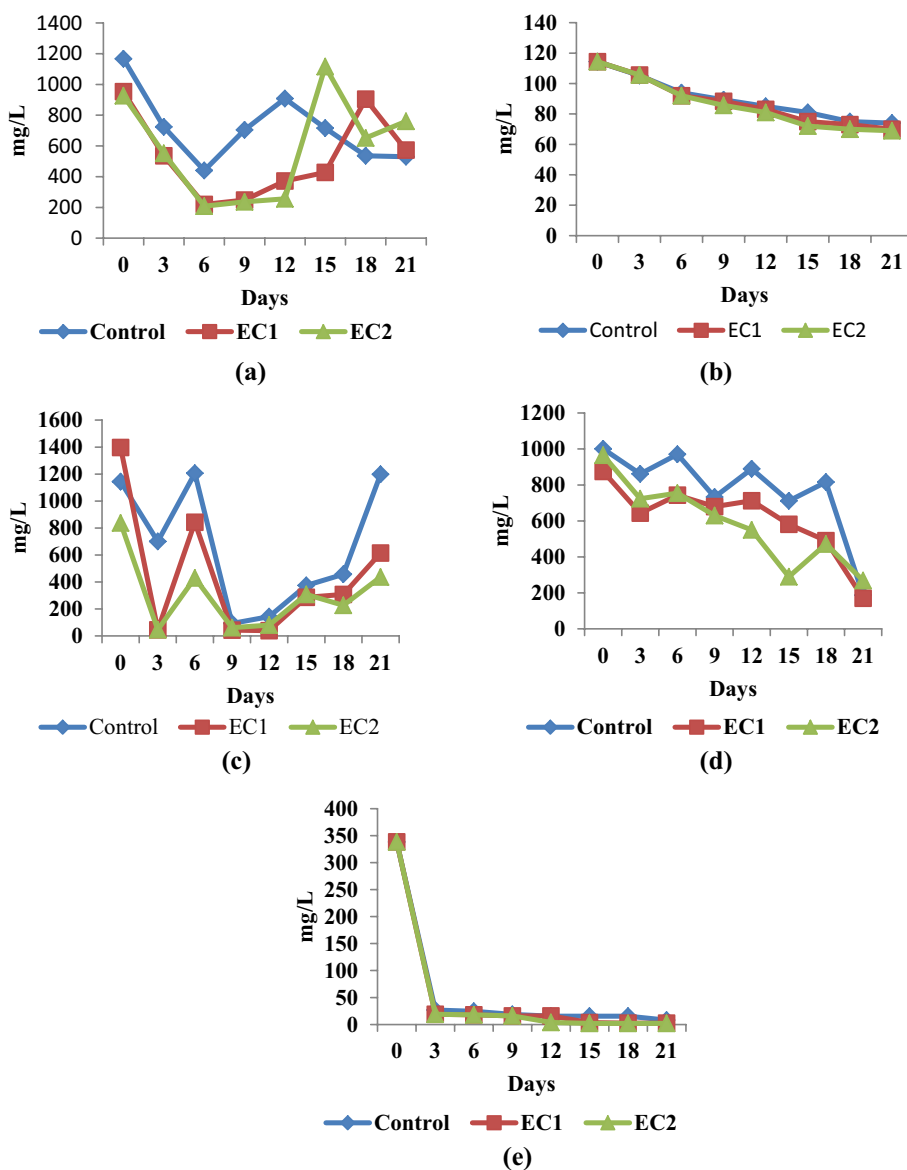 1400
1200
1000
800
600
400
200
0
mg/L
0 3 6 9 12 15 18 21
Days
Control EC1 EC2
(a)
140
120
100
80
60
40
20
0
mg/L
0 3 6 9 12 15 18 21
Days
Control EC1 EC2
(b)
1600
1400
1200
1000
800
600
400
200
0
mg/L
0 3 6 9 12 15 18 21
Days
Control EC1 EC2
(c)
1200
1000
800
600
400
200
0
mg/L
0 3 6 9 12 15 18 21
Days
Control EC1 EC2
(d)
400
350
300
250
200
150
100
50
0
mg/L
0 3 6 9 12 15 18 21
Days
Control EC1 EC2
(e)